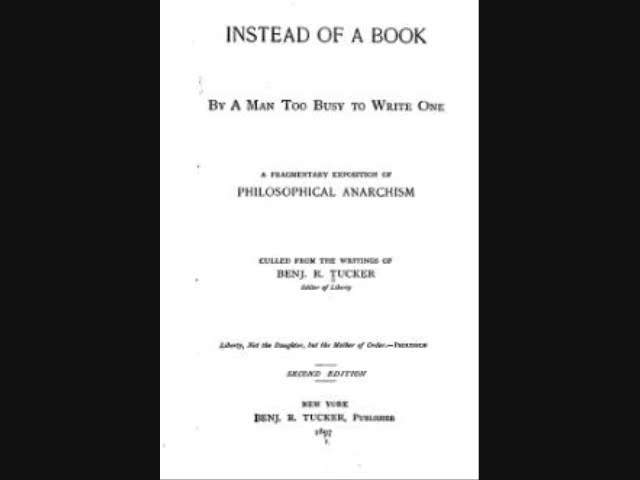 INSTEAD OF A BOOK
BY A MAN TOO BUSY TO WRITE ONE
A FRAGMENTARY EXPOSITION OF
PHILOSOPHICAL ANARCHISM
CULLED FROM THE WRITINGS OF
BENJ. R. TUCKER
Editor of Liberty
Liberty, Not the Daughter, but the Mother of Order.—PROUDHON
SECOND EDITION
NEW YORK
BENJ. R. TUCKER, PUBLISHER
1897